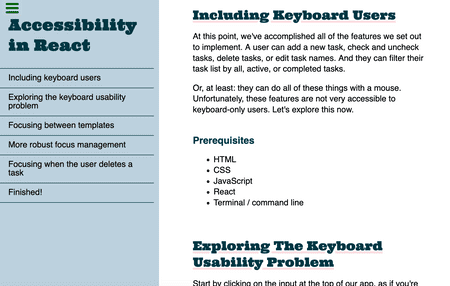 Accessibility
in React
Including keyboard users
Exploring the keyboard usability
problem
Focusing between templates
More robust focus management
Focusing when the user deletes a
task
Finished!
Including Keyboard Users
At this point, we've accomplished all of the features we set out
to implement. A user can add a new task, check and uncheck
tasks, delete tasks, or edit task names. And they can filter their
task list by all, active, or completed tasks.
Or, at least: they can do all of these things with a mouse.
Unfortunately, these features are not very accessible to
keyboard-only users. Let's explore this now.
Prerequisites
HTML
CSS
JavaScript
React
Terminal / command line
Exploring The Keyboard
Usability Problem
Start by clicking on the input at the top of our app, as if you're